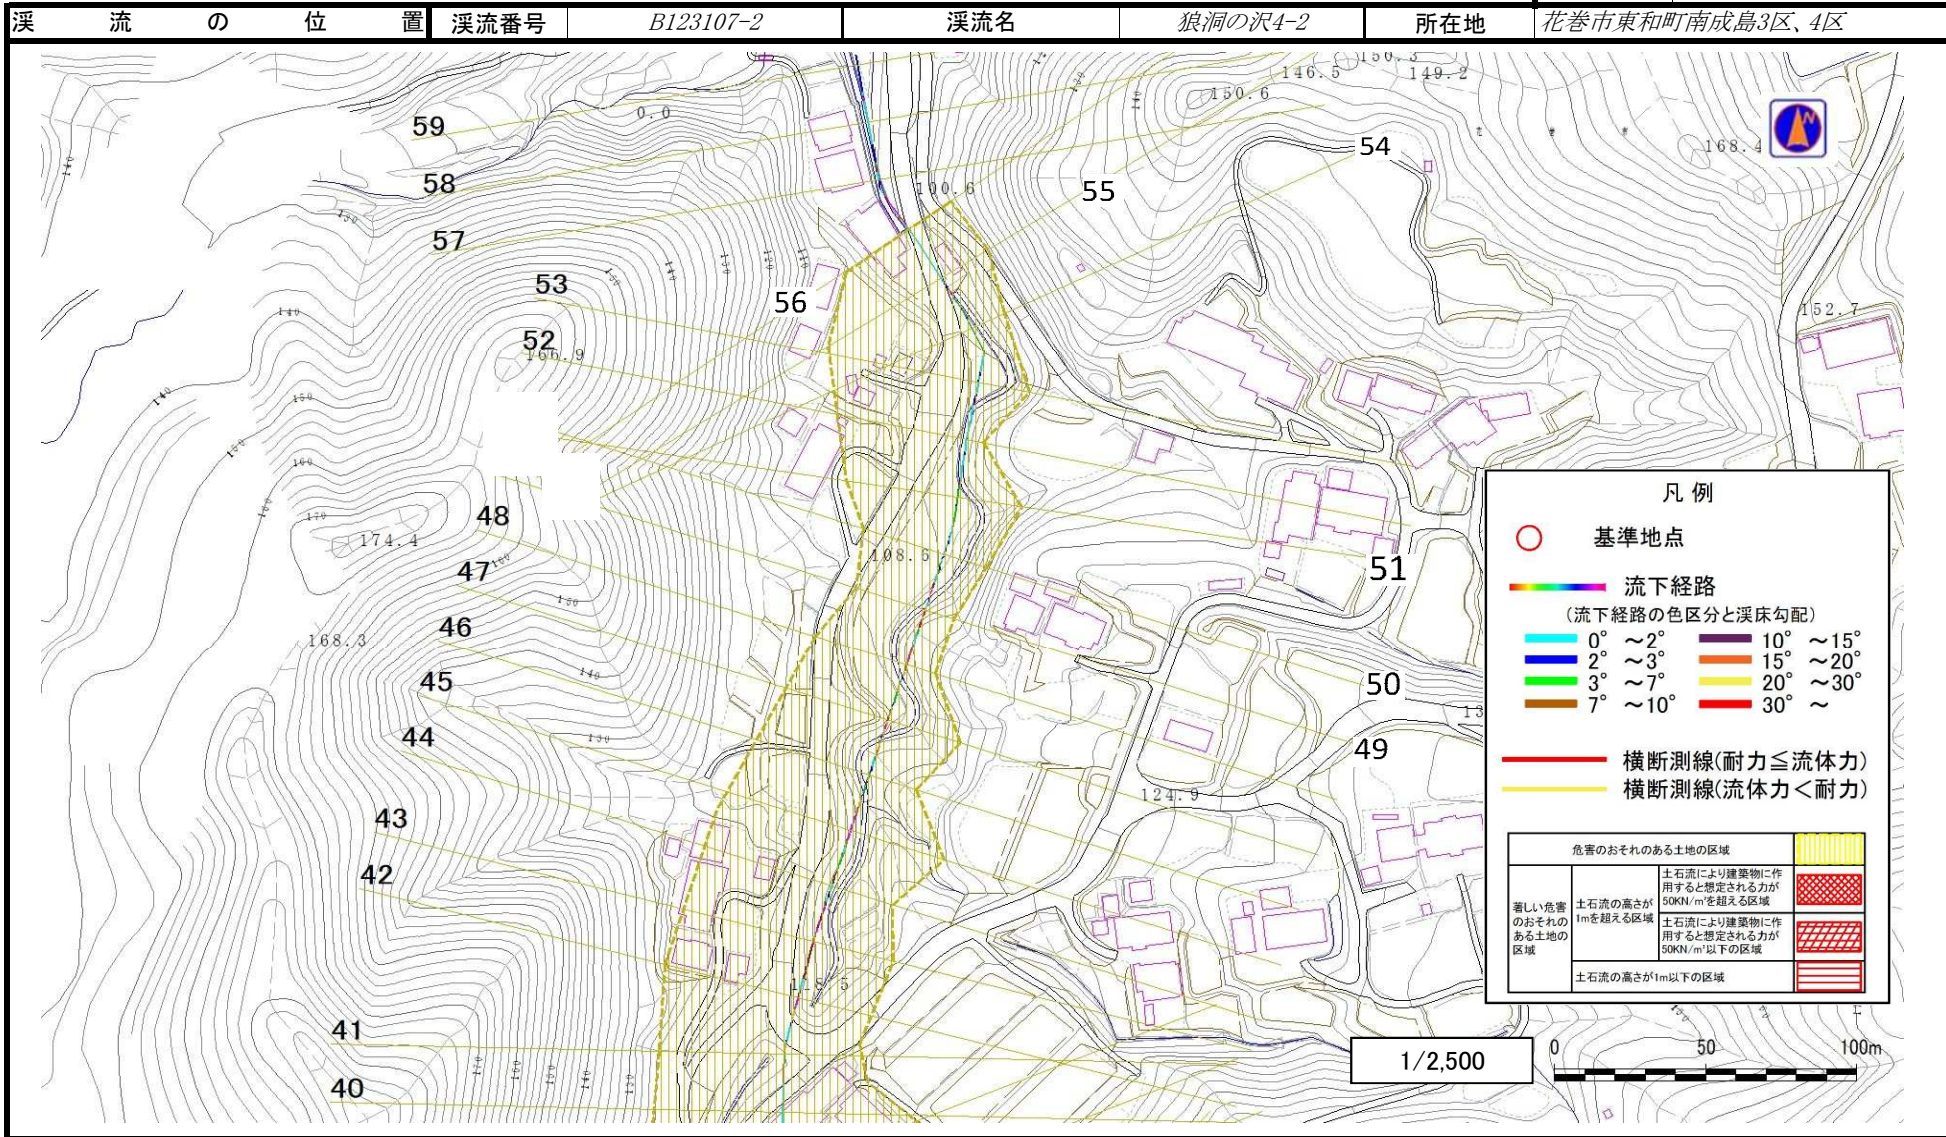 溪流の位置 溪流番号 B123107-2 溪流名 狼洞の沢4-2 所在地 花巻市東和町南成島3区、4区
150.3
146.5 149.2
150.6
0.0
59
54
168.4
N
58
55
100.6
57
53
56
152.7
52
166.9
48
174.4
108.5
51
47
46
168.3
45
50
44
49
124.9
43
42
118.5
41
40
凡 例
基準地点
流下経路
(流下経路の色区分と渓床勾配)
0° ～2° 10° ～15°
2° ～3° 15° ～20°
3° ～7° 20° ～30°
7° ～10° 30° ～
横断測線(耐力≦流体力)
横断測線(流体力<耐力)
危害のおそれのある土地の区域
著しい危害
のおそれの
ある土地の
区域
土石流の高さが
1mを超える区域
土石流により建築物に作
用すると想定される力が
50KN/㎡を超える区域
土石流により建築物に作
用すると想定される力が
50KN/㎡以下の区域
土石流の高さが1m以下の区域
1/2,500
0 50 100m